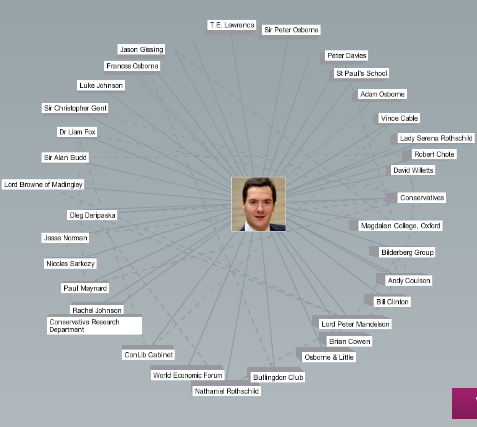 T.E. Lawrence
Sir Peter Osborne
Jason Gissing
Peter Davies
Frances Osborne
St Paul's School
Luke Johnson
Adam Osborne
Sir Christopher Gent
Vince Cable
Dr Liam Fox
Lady Serena Rothschild
Sir Alan Budd
Robert Chote
David Willetts
Lord Browne of Madingley
Conservatives
Oleg Deripaska
Magdalen College, Oxford
Jesse Norman
Bilderberg Group
Nicolas Sarkozy
Andy Coulson
Paul Maynard
Bill Clinton
Rachel Johnson
Conservative Research
Department
Lord Peter Mandelson
Brian Cowen
ConLib Cabinet
Osborne & Little
World Economic Forum
Bullingdon Club
Nathaniel Rothschild